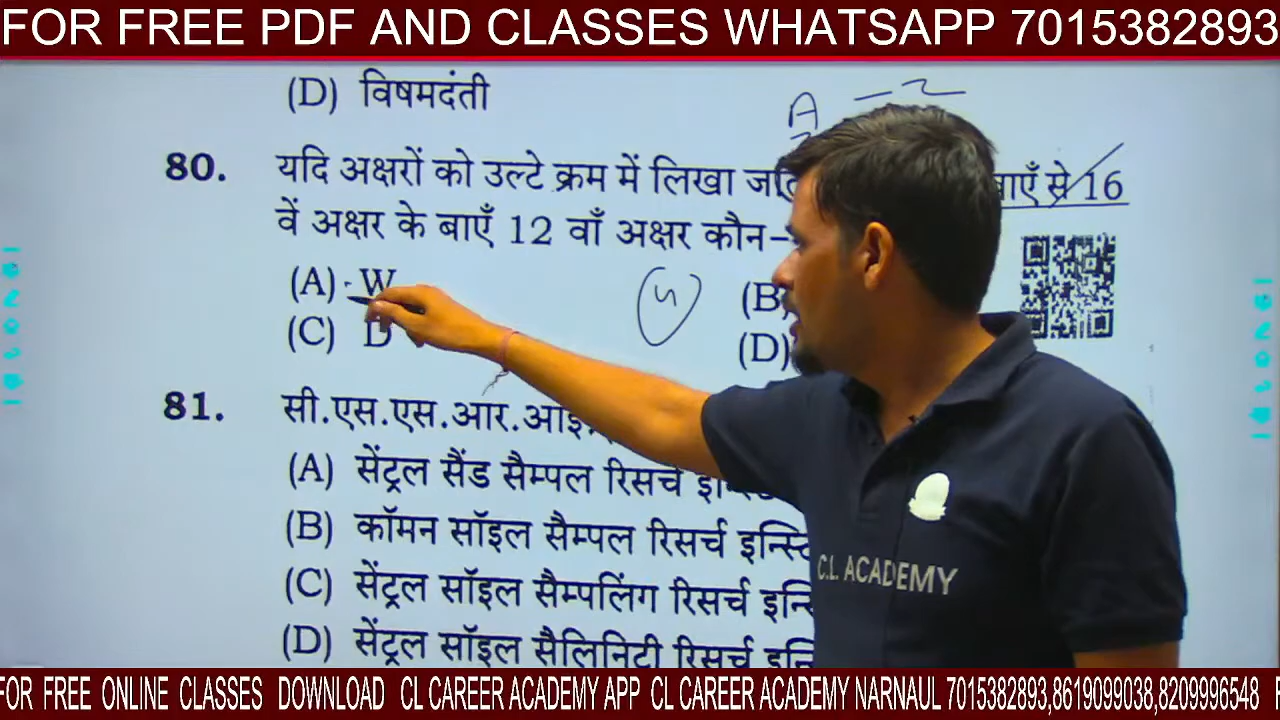 FOR FREE PDF AND CLASSES WHATSAPP 7015382893
(D) विषमदंती
A
80. यदि अक्षरों को उल्टे क्रम में लिखा बाएँ से 16
वें अक्षर के बाएँ 12 वाँ अक्षर कौन-
(A) W (B)
(C) D (D)
81. सी.एस.एस.आर.आई.
(A) सेंट्रल सैंड सैम्पल रिसर्च
(B) कॉमन सॉइल सैम्पल रिसर्च
(C) सेंट्रल सॉइल सैम्पलिंग रिसर्च
(D) सेंट्रल सॉइल सैलिनिटी रिसर्च
C.L ACADEMY
FOR FREE ONLINE CLASSES DOWNLOAD CL CAREER ACADEMY APP CL CAREER ACADEMY NARNAUL 7015382893,8619099038,8209996548